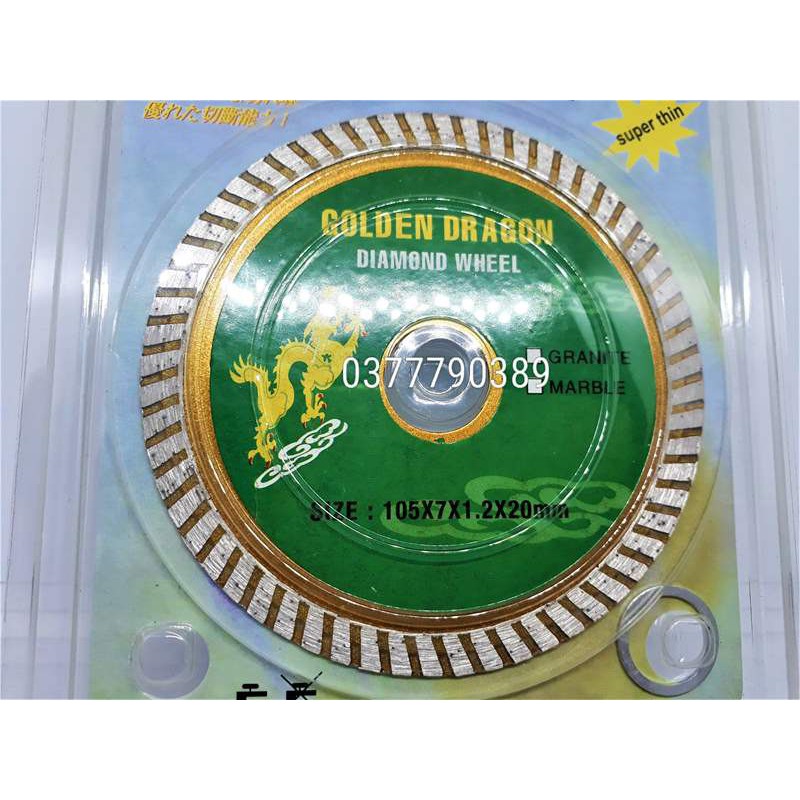 優れた切断能力!
super thin
GOLDEN DRAGON
DIAMOND WHEEL
GRANITE
0377790389
MARBLE
SIZE : 105X7X1.2X20mm